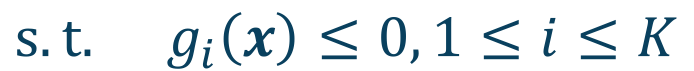 s. t. gᵢ(𝒙) ≤ 0, 1 ≤ i ≤ K